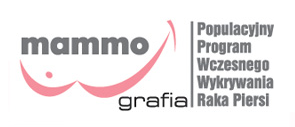 mammo
grafia
Populacyjny
Program
Wczesnego
Wykrywania
Raka Piersi